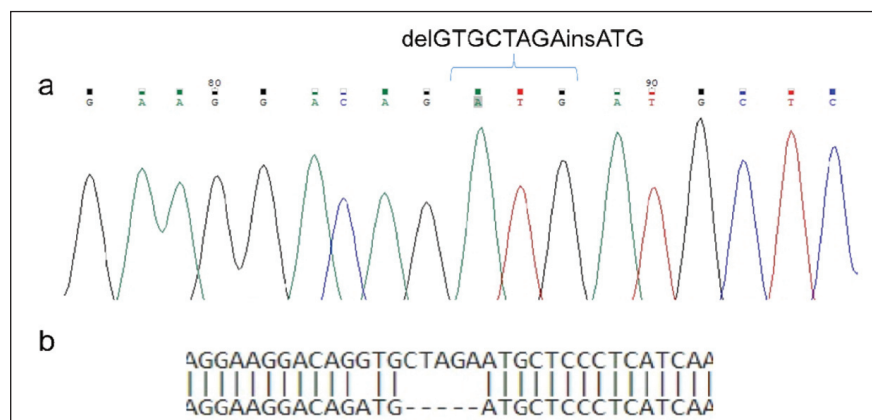 delGTGCTAGAinsATG
a
80 90
G A A G G A C A G A T G A T G C T C
b
AGGAAGGACAGGTGCTAGAATGCTCCCTCATCAA
AGGAAGGACAGATG-----ATGCTCCCTCATCAA